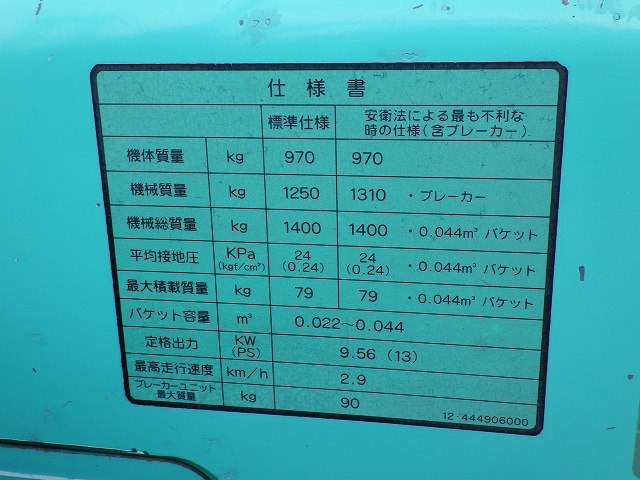 仕様書
標準仕様 安衛法による最も不利な
時の仕様(含ブレーカー)
機体質量 kg 970 970
機械質量 kg 1250 1310 ・ブレーカー
機械総質量 kg 1400 1400 ・0.044m³ バケット
平均接地圧 KPa 24 24 ・0.044m³ バケット
(kgf/cm²) (0.24) (0.24)
最大積載質量 kg 79 79 ・0.044m³ バケット
バケット容量 m³ 0.022～0.044
定格出力 KW 9.56 (13)
(PS)
最高走行速度 km/h 2.9
ブレーカーユニット kg 90
最大質量
12-444906000